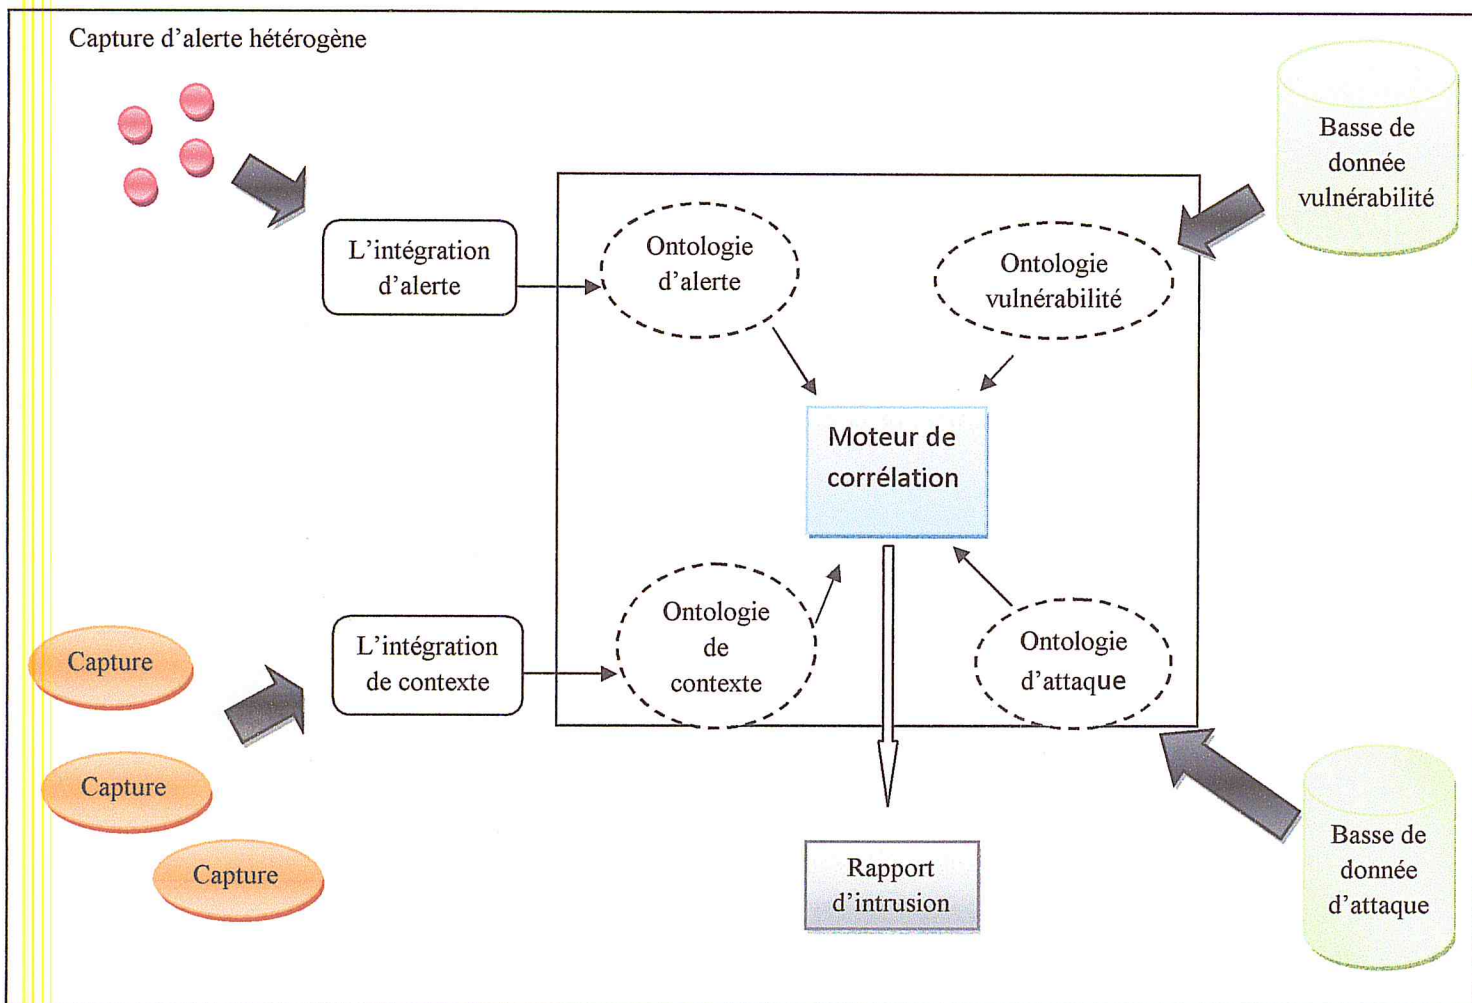 Capture d'alerte hétérogène
Basse de
donnée
vulnérabilité
L'intégration
d'alerte
Ontologie
d'alerte
Ontologie
vulnérabilité
Moteur de
corrélation
L'intégration
de contexte
Ontologie
de
contexte
Ontologie
d'attaque
Capture
Capture
Capture
Rapport
d'intrusion
Basse de
donnée
d'attaque